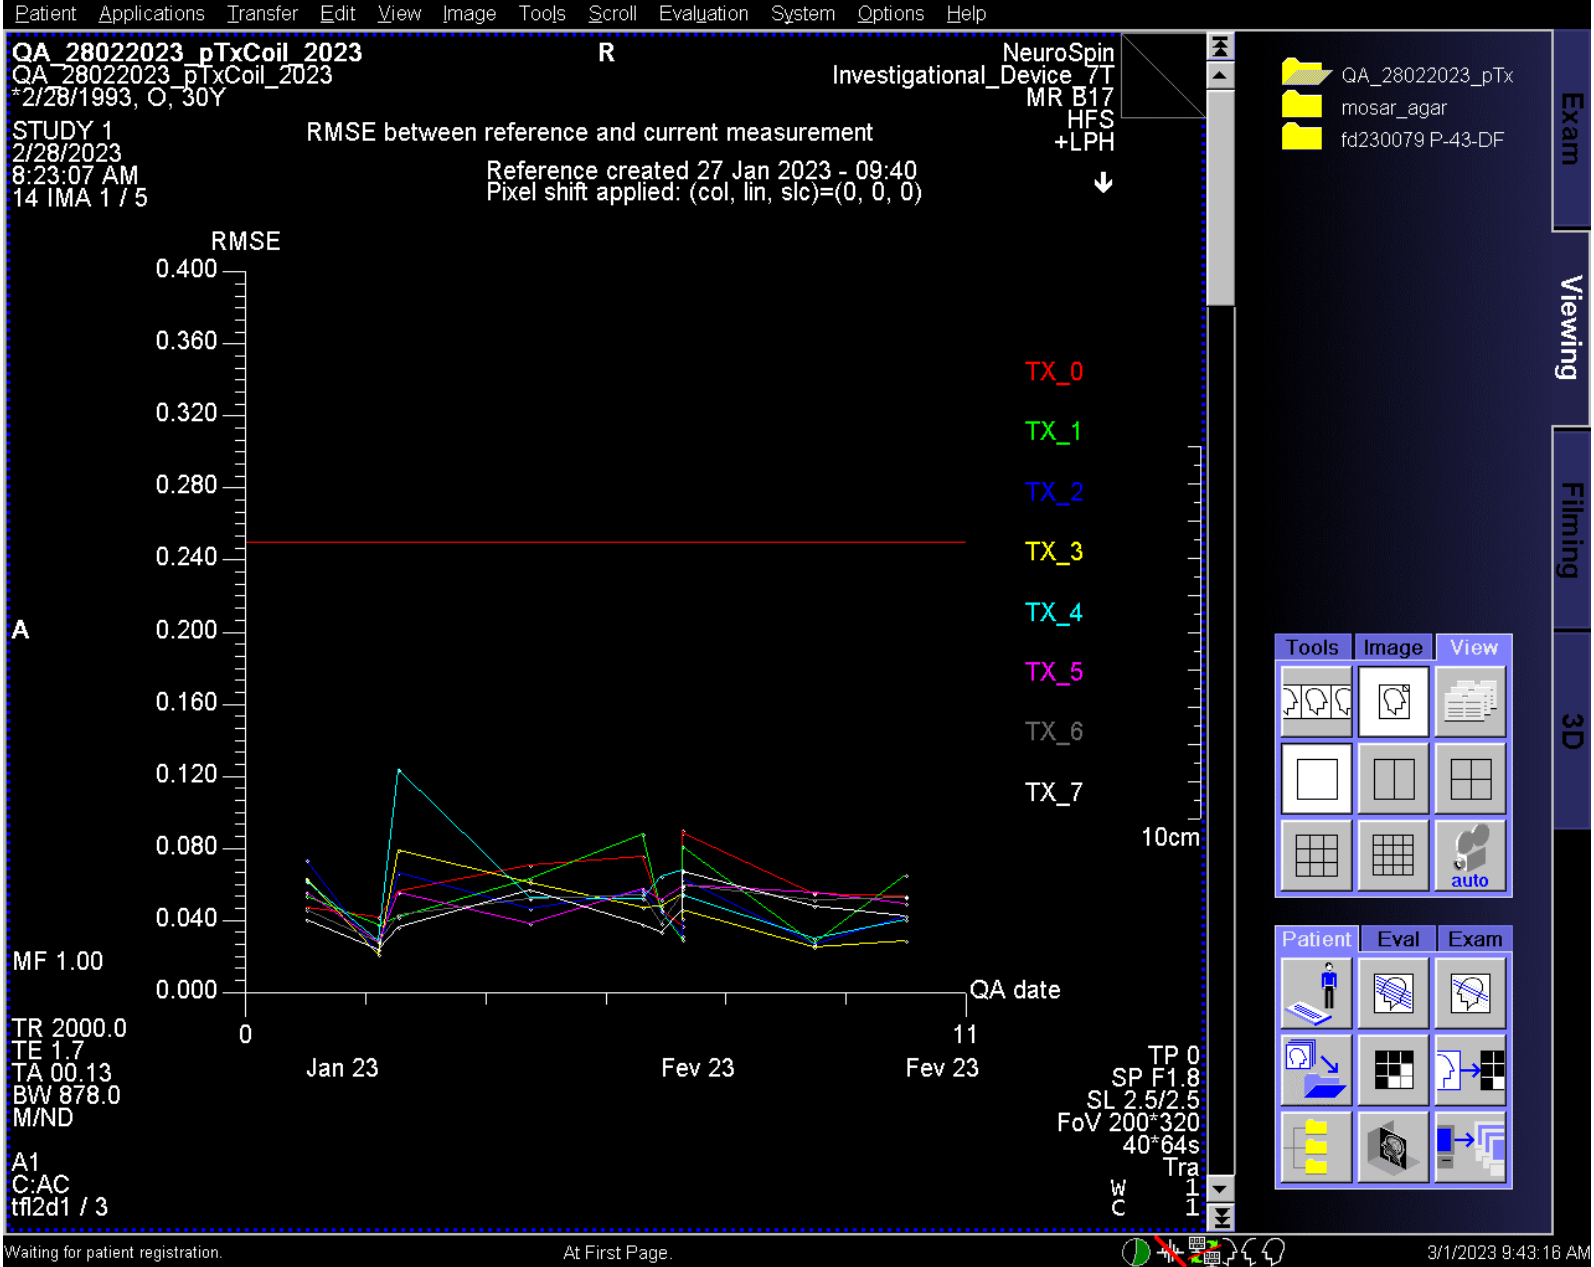 Patient Applications Transfer Edit View Image Tools Scroll Evaluation System Options Help
QA_28022023_pTxCoil_2023
QA_28022023_pTxCoil_2023
*2/28/1993, O, 30Y
STUDY 1
2/28/2023
8:23:07 AM
14 IMA 1 / 5
R
NeuroSpin
Investigational_Device_7T
MR B17
HFS
+LPH
RMSE between reference and current measurement
Reference created 27 Jan 2023 - 09:40
Pixel shift applied: (col, lin, slc)=(0, 0, 0)
RMSE
0.400
0.360
0.320
0.280
0.240
0.200
0.160
0.120
0.080
0.040
0.000
QA date
0
11
Jan 23
Fev 23
Fev 23
TX_0
TX_1
TX_2
TX_3
TX_4
TX_5
TX_6
TX_7
10cm
A
MF 1.00
TR 2000.0
TE 1.7
TA 00.13
BW 878.0
M/ND
A1
C:AC
tfl2d1 / 3
TP 0
SP F1.8
SL 2.5/2.5
FoV 200*320
40*64s
Tra
W 1
C 1
QA_28022023_pTx
mosar_agar
fd230079 P-43-DF
Exam
Viewing
Filming
3D
Tools Image View
auto
Patient Eval Exam
Waiting for patient registration.
At First Page.
3/1/2023 9:43:16 AM